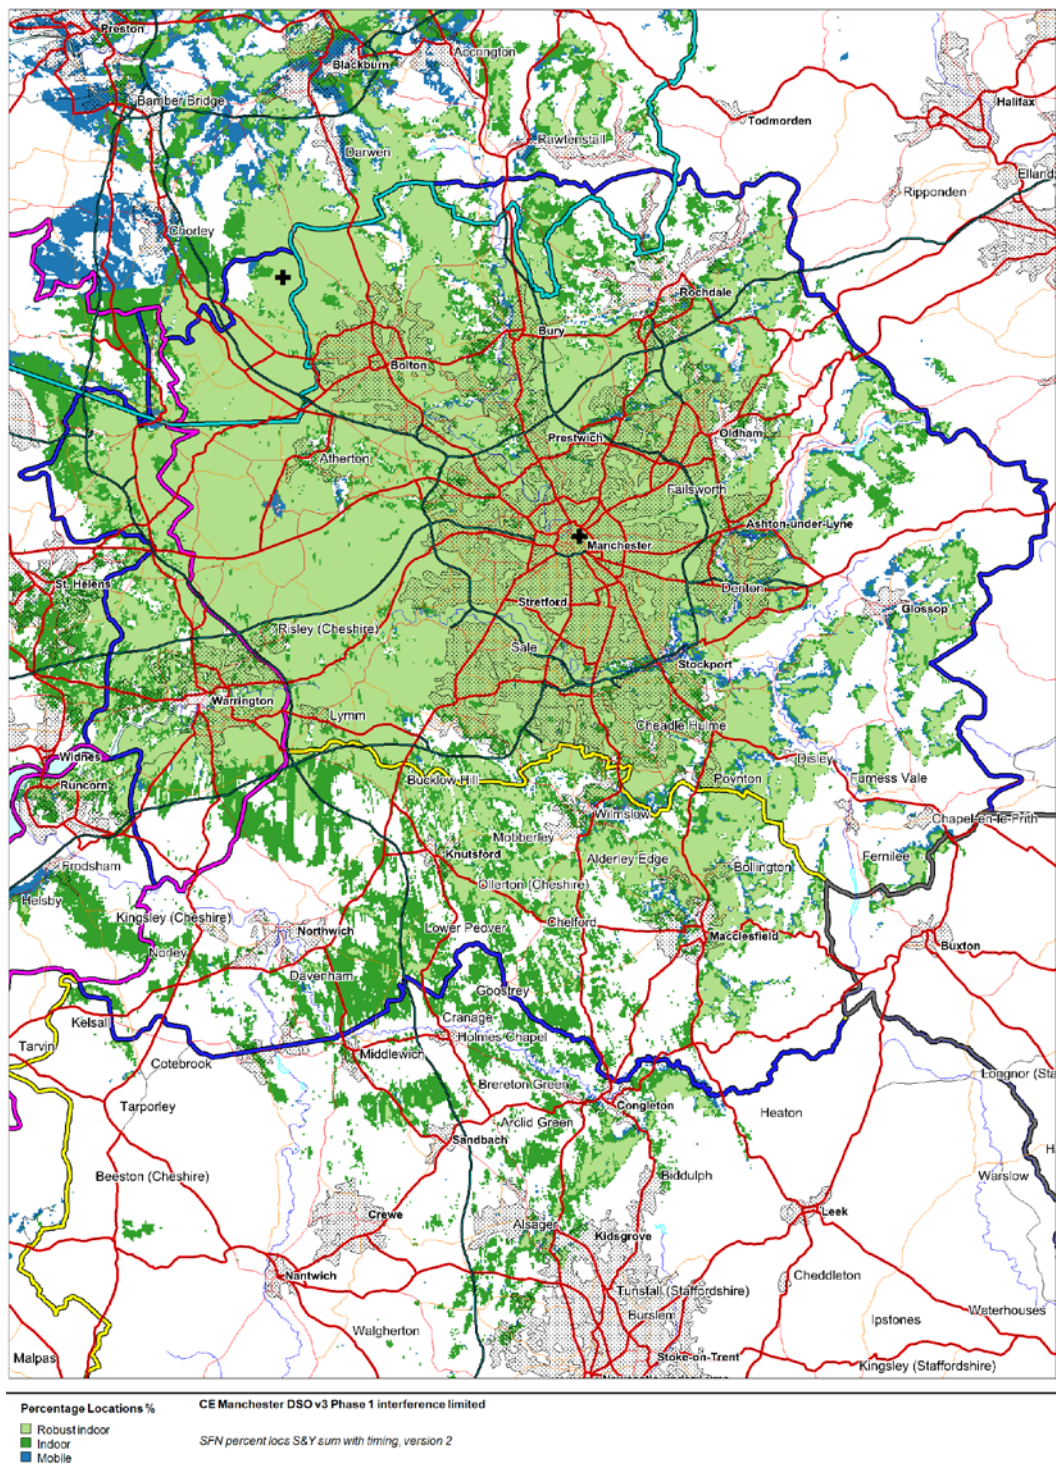 Preston
Blackburn
Accrington
Bamber Bridge
Halifax
Todmorden
Rawtenstall
Darwen
Elland
Ripponden
Chorley
Rochdale
Bury
Bolton
Prestwich
Oldham
Atherton
Failsworth
Ashton-under-Lyne
Manchester
St. Helens
Denton
Stretford
Glossop
Risley (Cheshire)
Sale
Stockport
Warrington
Lymm
Cheadle Hulme
Widnes
Disley
Runcorn
Bucklow Hill
Poynton
Furness Vale
Wilmslow
Chapel-en-le-Frith
Mobberley
Knutsford
Alderley Edge
Fernilee
Frodsham
Bollington
Ollerton (Cheshire)
Helsby
Kingsley (Cheshire)
Chelford
Northwich
Lower Peover
Macclesfield
Buxton
Norley
Davenham
Goostrey
Kelsall
Cranage
Holmes Chapel
Tarvin
Middlewich
Cotebrook
Longnor (Sta
Brereton Green
Tarporley
Congleton
Heaton
Arclid Green
Sandbach
H
Beeston (Cheshire)
Biddulph
Warslow
Crewe
Alsager
Leek
Kidsgrove
Nantwich
Cheddleton
Tunstall (Staffordshire)
Waterhouses
Burslem
Ipstones
Walgherton
Malpas
Stoke-on-Trent
Kingsley (Staffordshire)
Percentage Locations %
CE Manchester DSO v3 Phase 1 interference limited
Robust indoor
Indoor
SFN percent locs S&Y sum with timing, version 2
Mobile